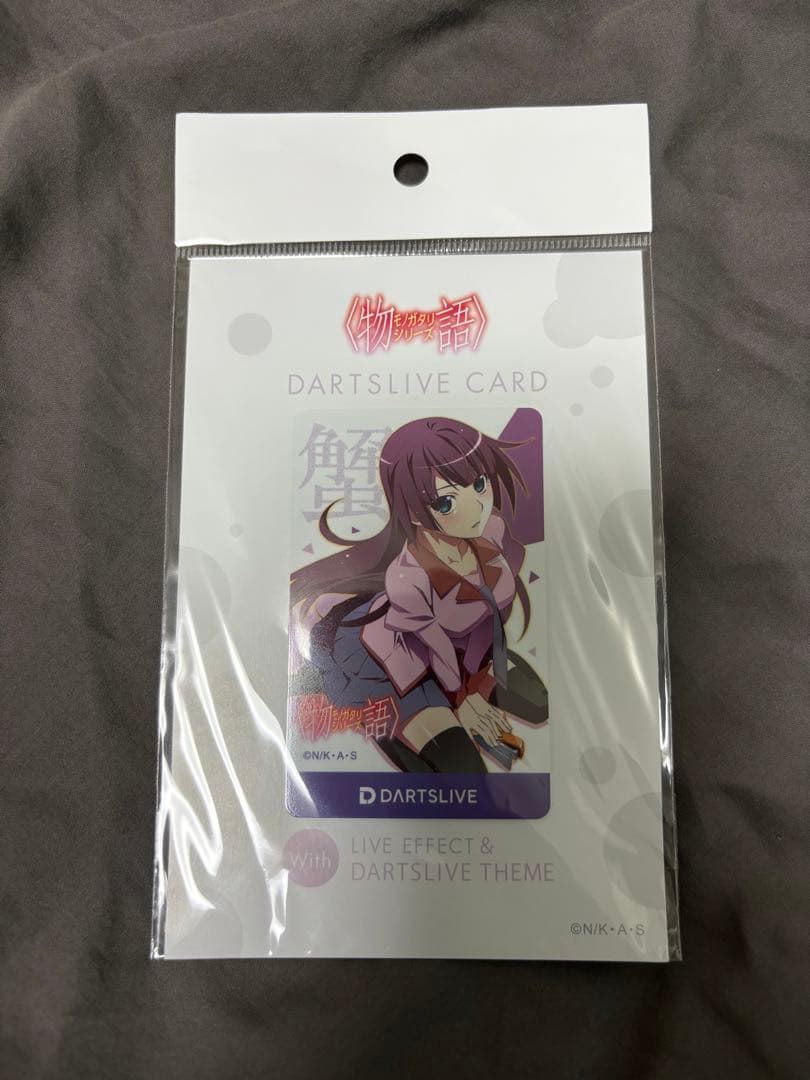 〈物語〉
モノガタリ
シリーズ
DARTSLIVE CARD
蟹
〈物語〉
モノガタリ
シリーズ
©N/K・A・S
DARTSLIVE
With
LIVE EFFECT &
DARTSLIVE THEME
©N/K・A・S